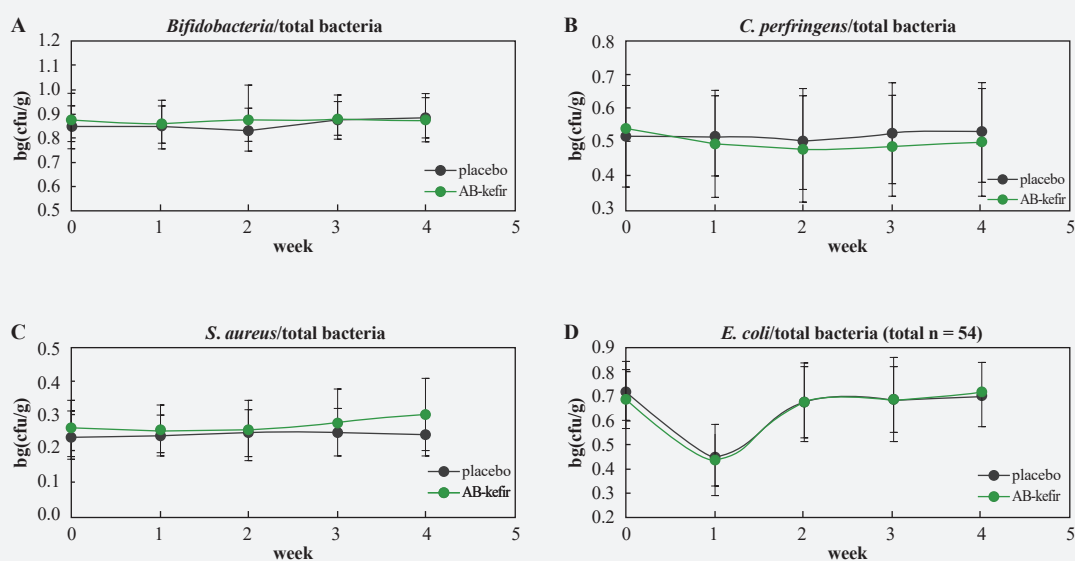 A
Bifidobacteria/total bacteria
1.2
1.1
1.0
0.9
0.8
0.7
0.6
0.5
bg(cfu/g)
0
1
2
3
4
5
week
placebo
AB-kefir
B
C. perfringens/total bacteria
0.8
0.7
0.6
0.5
0.4
0.3
bg(cfu/g)
0
1
2
3
4
5
week
placebo
AB-kefir
C
S. aureus/total bacteria
0.5
0.4
0.3
0.2
0.1
0.0
bg(cfu/g)
0
1
2
3
4
5
week
placebo
AB-kefir
D
E. coli/total bacteria (total n = 54)
0.9
0.8
0.7
0.6
0.5
0.4
0.3
0.2
bg(cfu/g)
0
1
2
3
4
5
week
placebo
AB-kefir